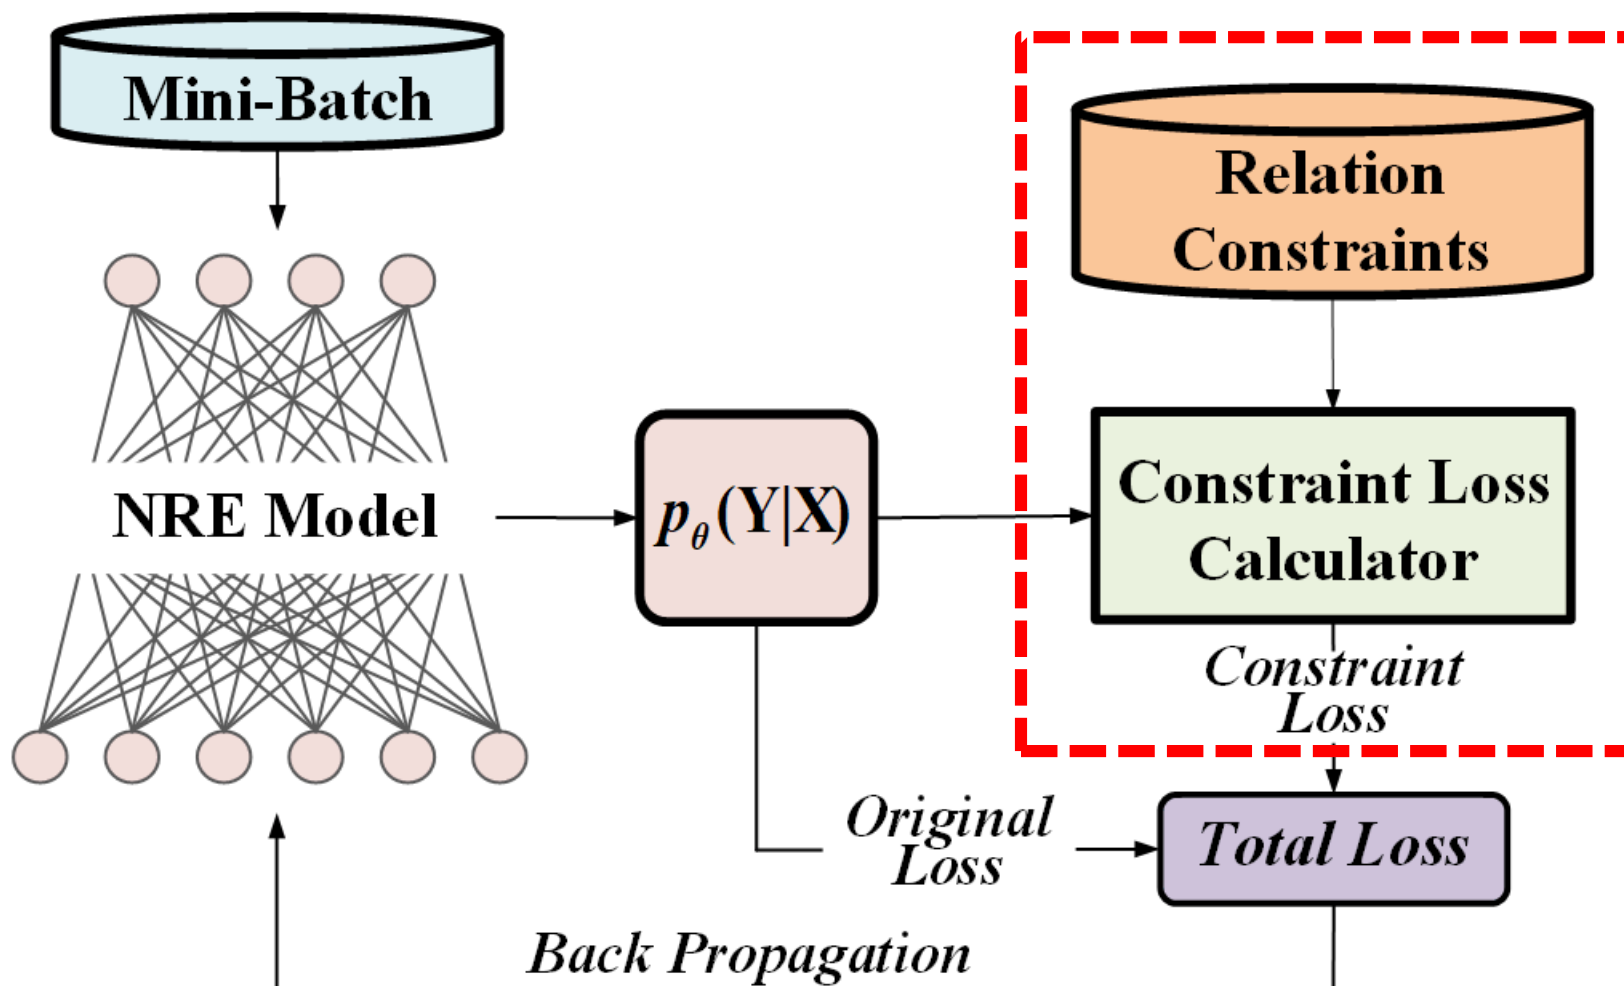 Mini-Batch
Relation
Constraints
NRE Model
pθ(Y|X)
Constraint Loss
Calculator
Constraint
Loss
Original
Loss
Total Loss
Back Propagation